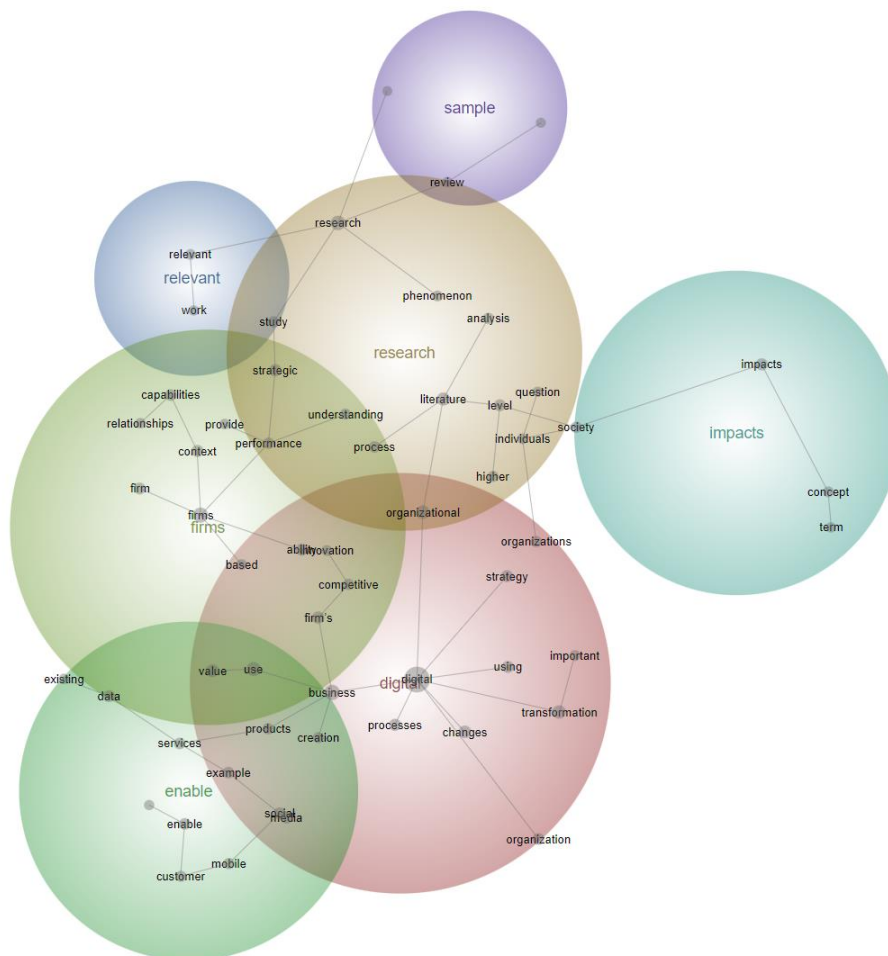 sample
review
research
relevant
relevant
work
phenomenon
analysis
study
research
impacts
strategic
capabilities
relationships
provide
understanding
literature
level
question
society
impacts
performance
process
individuals
context
higher
firm
concept
firms
firms
organizational
term
ability
innovation
organizations
based
competitive
strategy
firm's
value
use
existing
data
business
digital
digital
using
important
transformation
products
processes
changes
services
creation
example
enable
social
media
enable
organization
mobile
customer